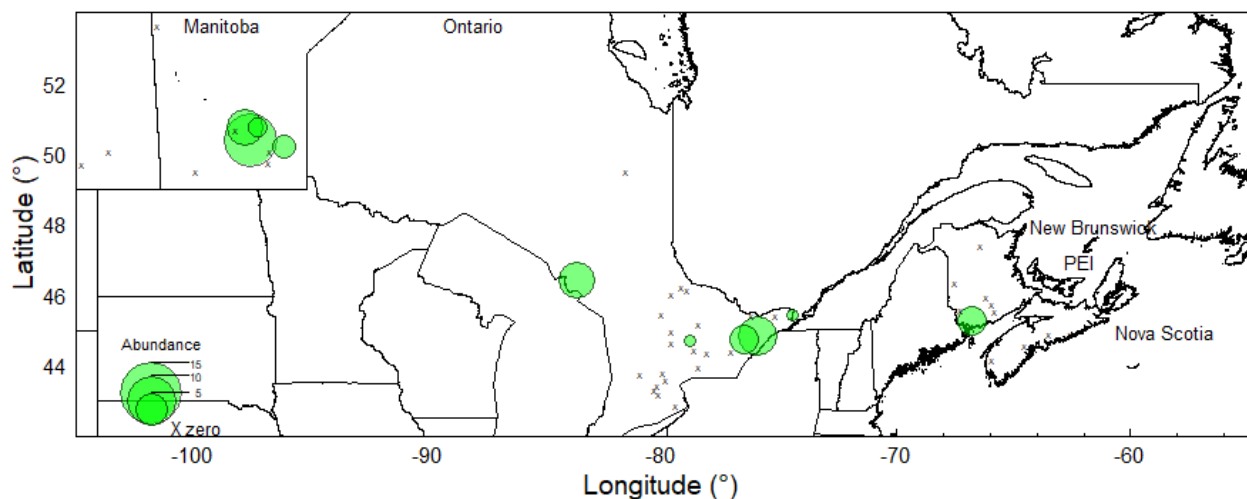 Manitoba
Ontario
52
50
48
46
44
Latitude (°)
New Brunswick
PEI
Nova Scotia
Abundance
15
10
5
X zero
-100
-90
-80
-70
-60
Longitude (°)